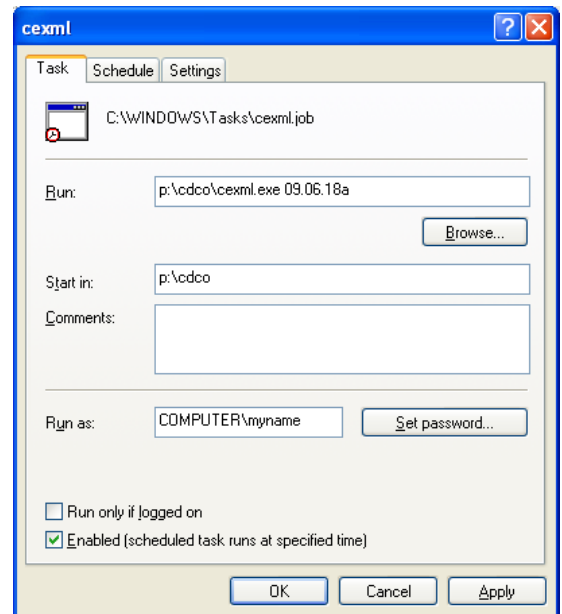 cexml
Task Schedule Settings
C:\WINDOWS\Tasks\cexml.job
Run: p:\cdco\cexml.exe 09.06.18a
Browse...
Start in: p:\cdco
Comments:
Run as: COMPUTER\myname Set password...
Run only if logged on
Enabled (scheduled task runs at specified time)
OK Cancel Apply